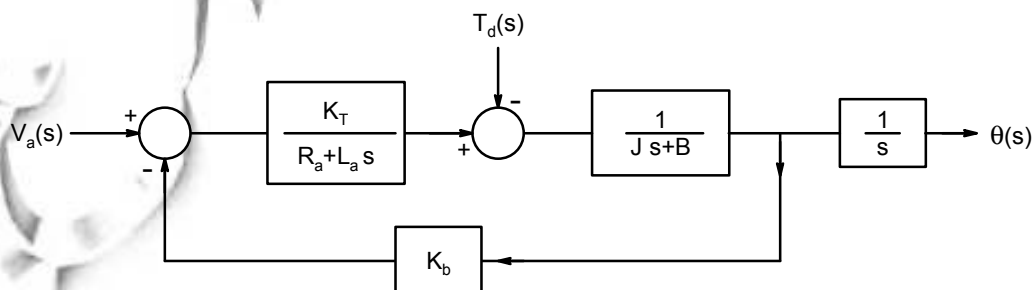 T_d(s)
-
+
K_T
R_a+L_a s
V_a(s)
+
-
1
J s+B
1
s
θ(s)
K_b